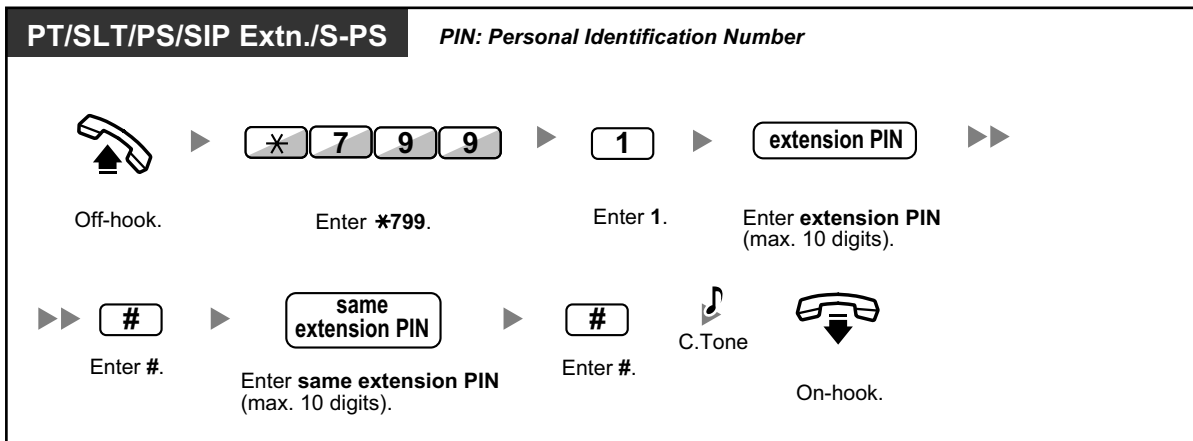 PT/SLT/PS/SIP Extn./S-PS PIN: Personal Identification Number
* 7 9 9 1 extension PIN
Off-hook. Enter *799. Enter 1. Enter extension PIN
(max. 10 digits).
# same
extension PIN #
C.Tone
Enter #. Enter same extension PIN
(max. 10 digits). Enter #.
On-hook.